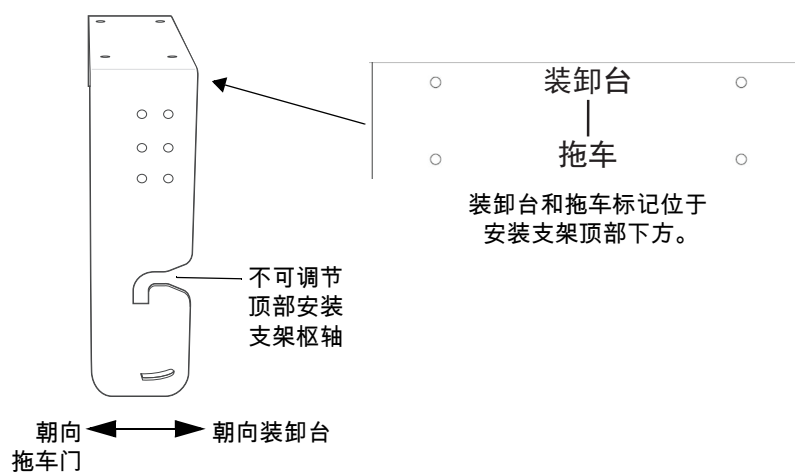 装卸台
拖车
装卸台和拖车标记位于
安装支架顶部下方。
不可调节
顶部安装
支架枢轴
朝向
拖车门
朝向装卸台